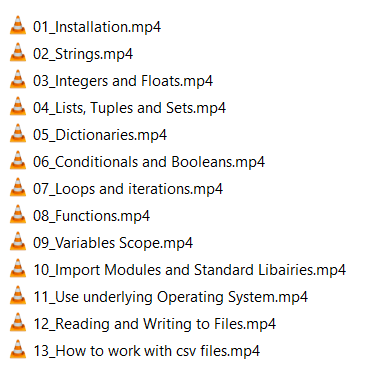 01_Installation.mp4
02_Strings.mp4
03_Integers and Floats.mp4
04_Lists, Tuples and Sets.mp4
05_Dictionaries.mp4
06_Conditionals and Booleans.mp4
07_Loops and iterations.mp4
08_Functions.mp4
09_Variables Scope.mp4
10_Import Modules and Standard Libairies.mp4
11_Use underlying Operating System.mp4
12_Reading and Writing to Files.mp4
13_How to work with csv files.mp4